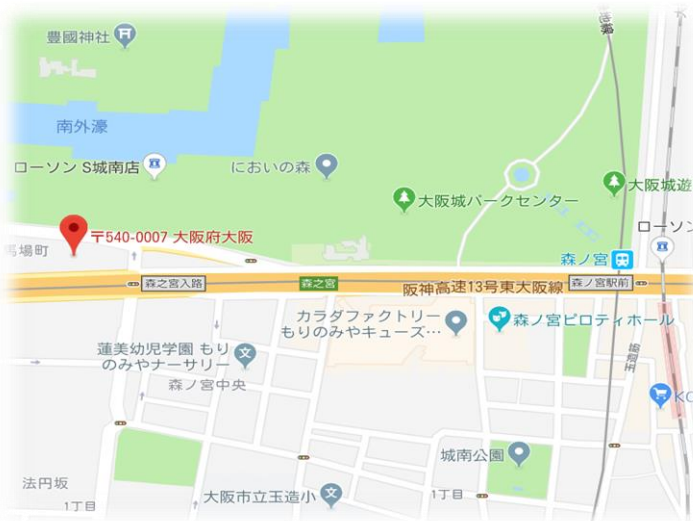 豊國神社
南外濠
ローソン S城南店
においの森
大阪城パークセンター
大阪城遊
ローソン
〒540-0007 大阪府大阪
馬場町
森ノ宮
森之宮入路
森之宮
阪神高速13号東大阪線
森ノ宮駅前
カラダファクトリー
もりのみやキューズ…
森ノ宮ピロティホール
蓮美幼児学園 もり
のみやナーサリー
森ノ宮中央
KO
城南公園
法円坂
1丁目
大阪市立玉造小
1丁目